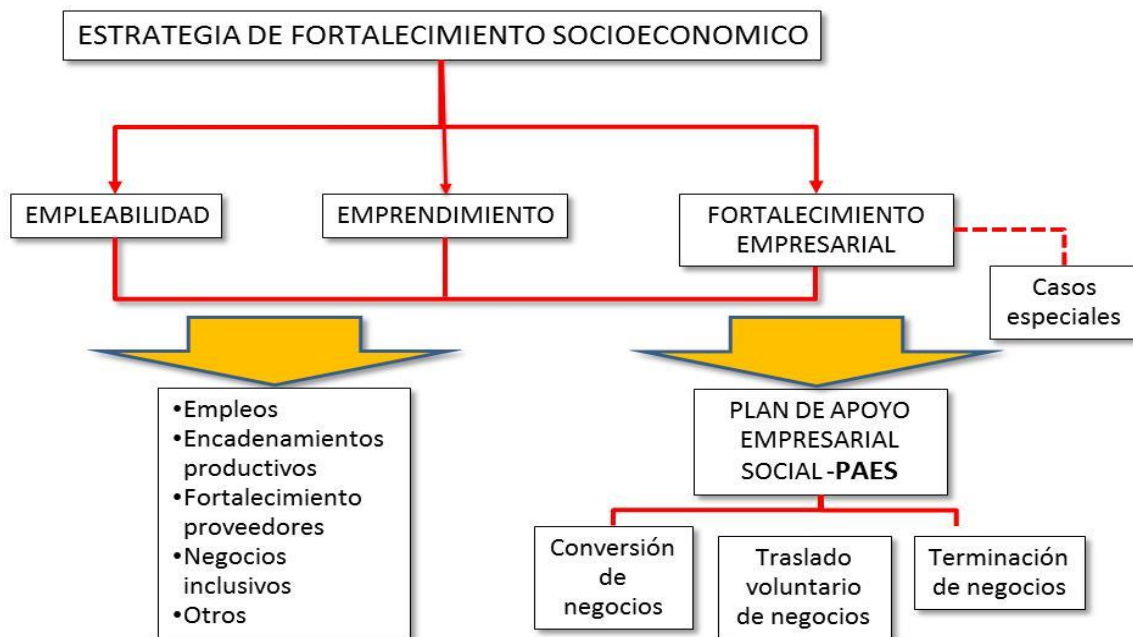 ESTRATEGIA DE FORTALECIMIENTO SOCIOECONOMICO
EMPLEABILIDAD
EMPRENDIMIENTO
FORTALECIMIENTO
EMPRESARIAL
Casos
especiales
•Empleos
•Encadenamientos
productivos
•Fortalecimiento
proveedores
•Negocios
inclusivos
•Otros
PLAN DE APOYO
EMPRESARIAL
SOCIAL -PAES
Conversión
de
negocios
Traslado
voluntario
de negocios
Terminación
de negocios